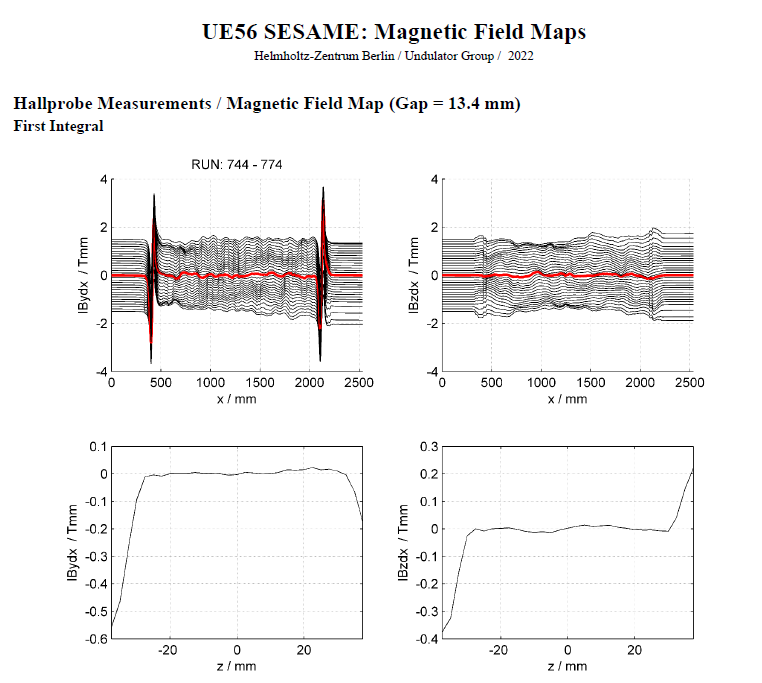 UE56 SESAME: Magnetic Field Maps
Helmholtz-Zentrum Berlin / Undulator Group / 2022
Hallprobe Measurements / Magnetic Field Map (Gap = 13.4 mm)
First Integral
RUN: 744 - 774
4
2
0
-2
-4
IBydx / Tmm
0 500 1000 1500 2000 2500
x / mm
4
2
0
-2
-4
IBzdx / Tmm
0 500 1000 1500 2000 2500
x / mm
0.1
0
-0.1
-0.2
-0.3
-0.4
-0.5
-0.6
IBydx / Tmm
-20 0 20
z / mm
0.3
0.2
0.1
0
-0.1
-0.2
-0.3
-0.4
IBzdx / Tmm
-20 0 20
z / mm